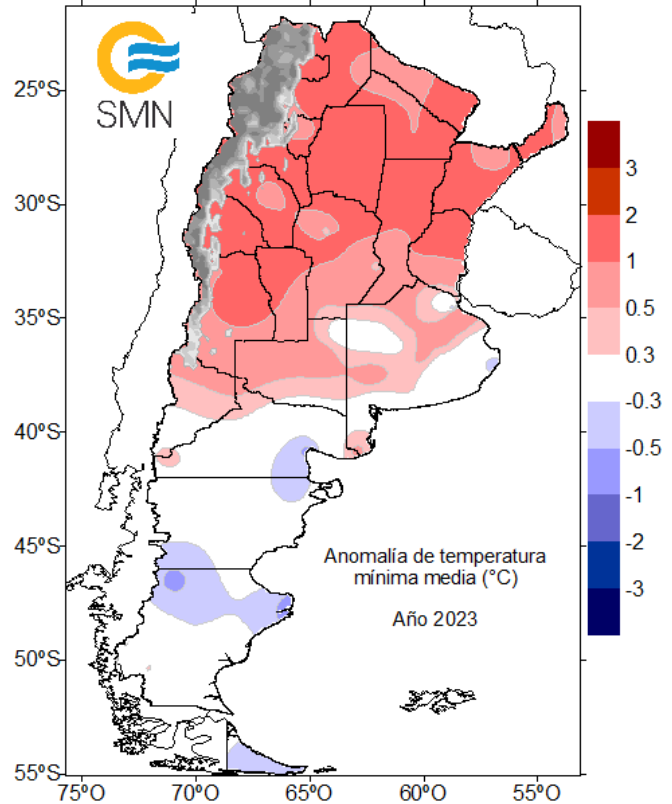 SMN
25ºS
30ºS
35ºS
40ºS
45ºS
50ºS
55ºS
75ºO
70ºO
65ºO
60ºO
55ºO
3
2
1
0.5
0.3
-0.3
-0.5
-1
-2
-3
Anomalía de temperatura
mínima media (°C)
Año 2023